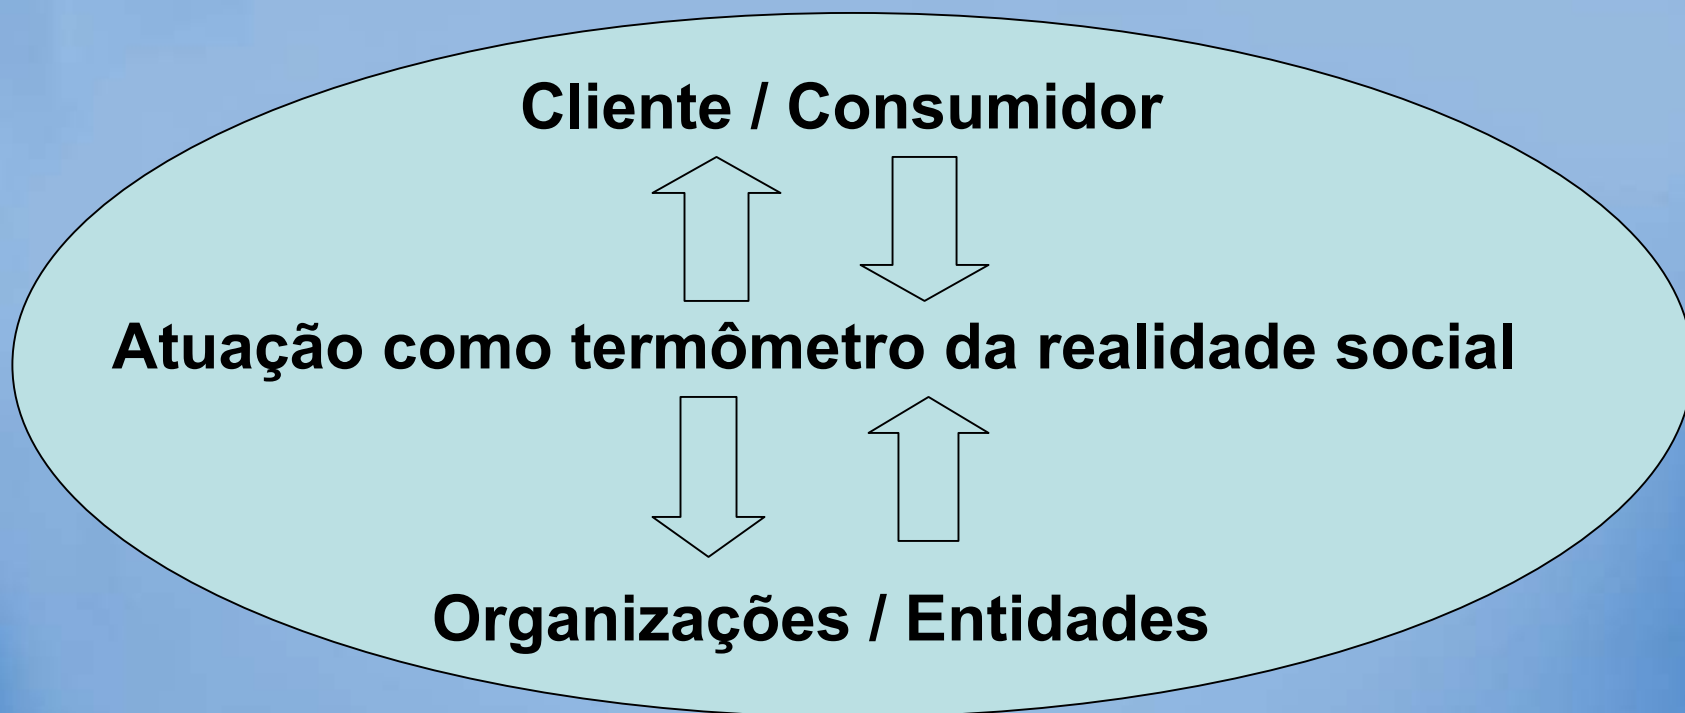 Cliente / Consumidor
Atuação como termômetro da realidade social
Organizações / Entidades